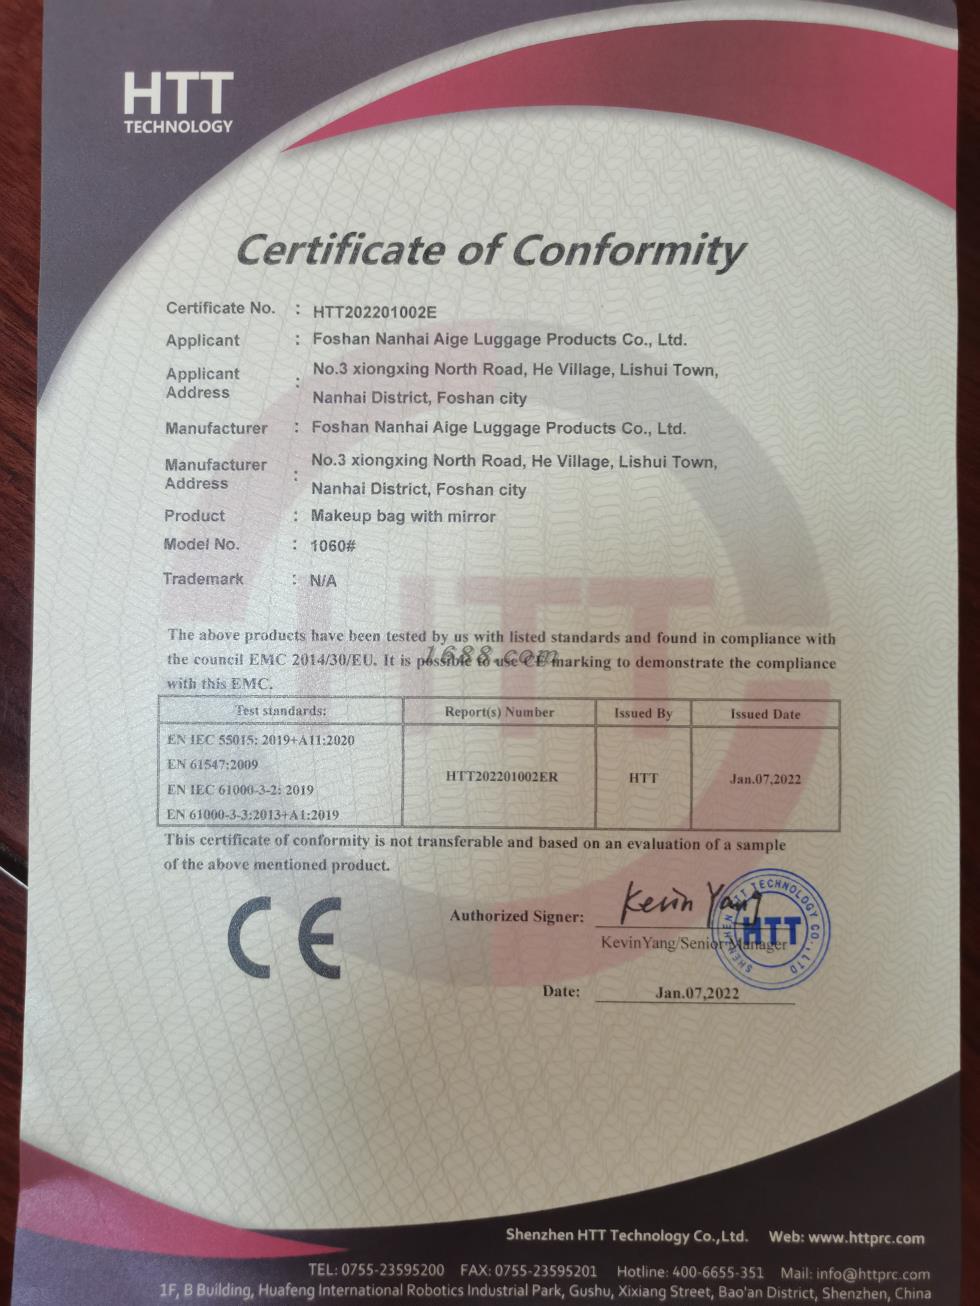 HTT
TECHNOLOGY
Certificate of Conformity
Certificate No. : HTT202201002E
Applicant : Foshan Nanhai Aige Luggage Products Co., Ltd.
Applicant Address : No.3 xiongxing North Road, He Village, Lishui Town,
Nanhai District, Foshan city
Manufacturer : Foshan Nanhai Aige Luggage Products Co., Ltd.
Manufacturer Address : No.3 xiongxing North Road, He Village, Lishui Town,
Nanhai District, Foshan city
Product : Makeup bag with mirror
Model No. : 1060#
Trademark : N/A
HTT
The above products have been tested by us with listed standards and found in compliance with
the council EMC 2014/30/EU. It is possible to use CE marking to demonstrate the compliance
with this EMC.
1688.com
Test standards: Report(s) Number Issued By Issued Date
EN IEC 55015: 2019+A11:2020
EN 61547:2009
EN IEC 61000-3-2: 2019
EN 61000-3-3:2013+A1:2019
HTT202201002ER HTT Jan.07,2022
This certificate of conformity is not transferable and based on an evaluation of a sample
of the above mentioned product.
CE
Authorized Signer: Kevin Yang
KevinYang/Senior Manager
SHENZHEN HTT TECHNOLOGY CO., LTD
HTT
Date: Jan.07,2022
Shenzhen HTT Technology Co.,Ltd. Web: www.httprc.com
TEL: 0755-23595200 FAX: 0755-23595201 Hotline: 400-6655-351 Mail: info@httprc.com
1F, B Building, Huafeng International Robotics Industrial Park, Gushu, Xixiang Street, Bao'an District, Shenzhen, China